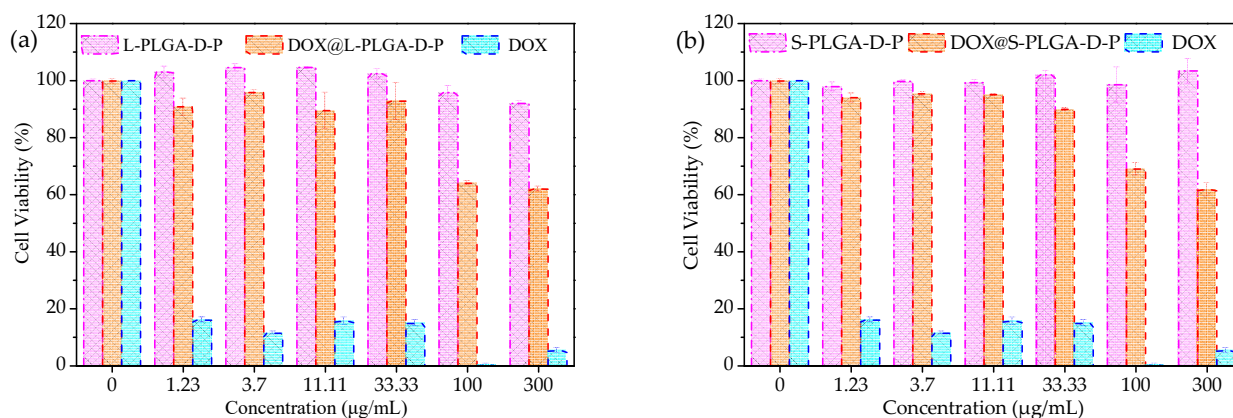 (a)
L-PLGA-D-P DOX@L-PLGA-D-P DOX
Cell Viability (%)
120
100
80
60
40
20
0
0 1.23 3.7 11.11 33.33 100 300
Concentration (μg/mL)
(b)
S-PLGA-D-P DOX@S-PLGA-D-P DOX
Cell Viability (%)
120
100
80
60
40
20
0
0 1.23 3.7 11.11 33.33 100 300
Concentration (μg/mL)